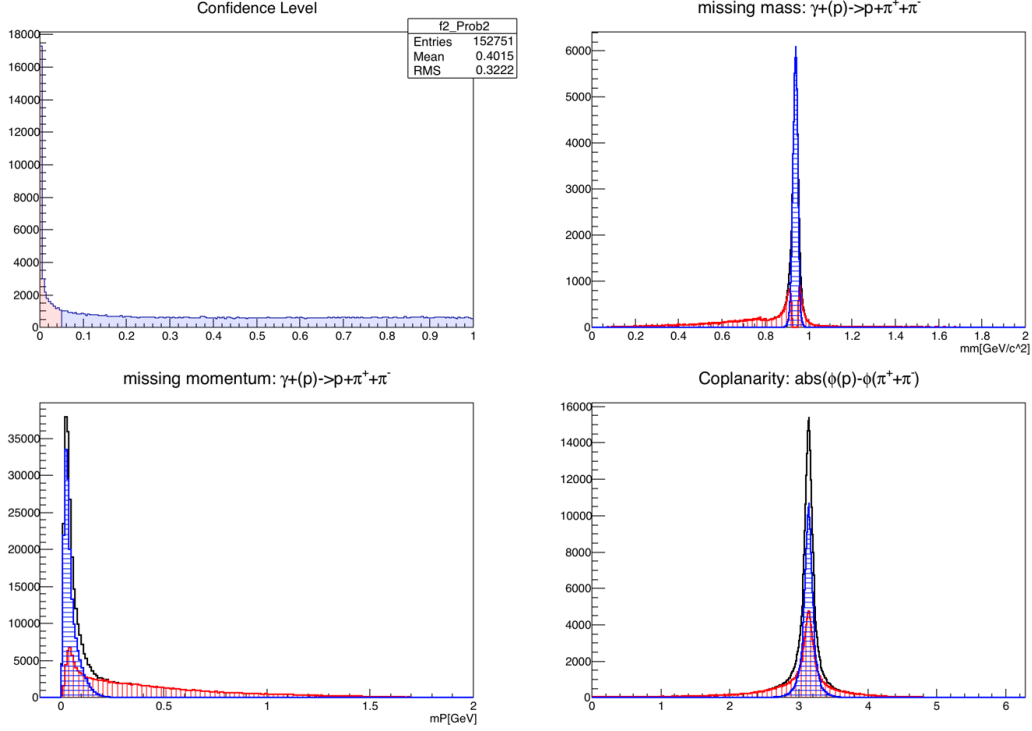 Confidence Level
f2_Prob2
Entries 152751
Mean 0.4015
RMS 0.3222
18000
16000
14000
12000
10000
8000
6000
4000
2000
0
0 0.1 0.2 0.3 0.4 0.5 0.6 0.7 0.8 0.9 1
missing mass: γ+(p)->p+π⁺+π⁻
6000
5000
4000
3000
2000
1000
0
0 0.2 0.4 0.6 0.8 1 1.2 1.4 1.6 1.8 2
mm[GeV/c^2]
missing momentum: γ+(p)->p+π⁺+π⁻
35000
30000
25000
20000
15000
10000
5000
0
0 0.5 1 1.5 2
mP[GeV]
Coplanarity: abs(ϕ(p)-ϕ(π⁺+π⁻)
16000
14000
12000
10000
8000
6000
4000
2000
0
0 1 2 3 4 5 6